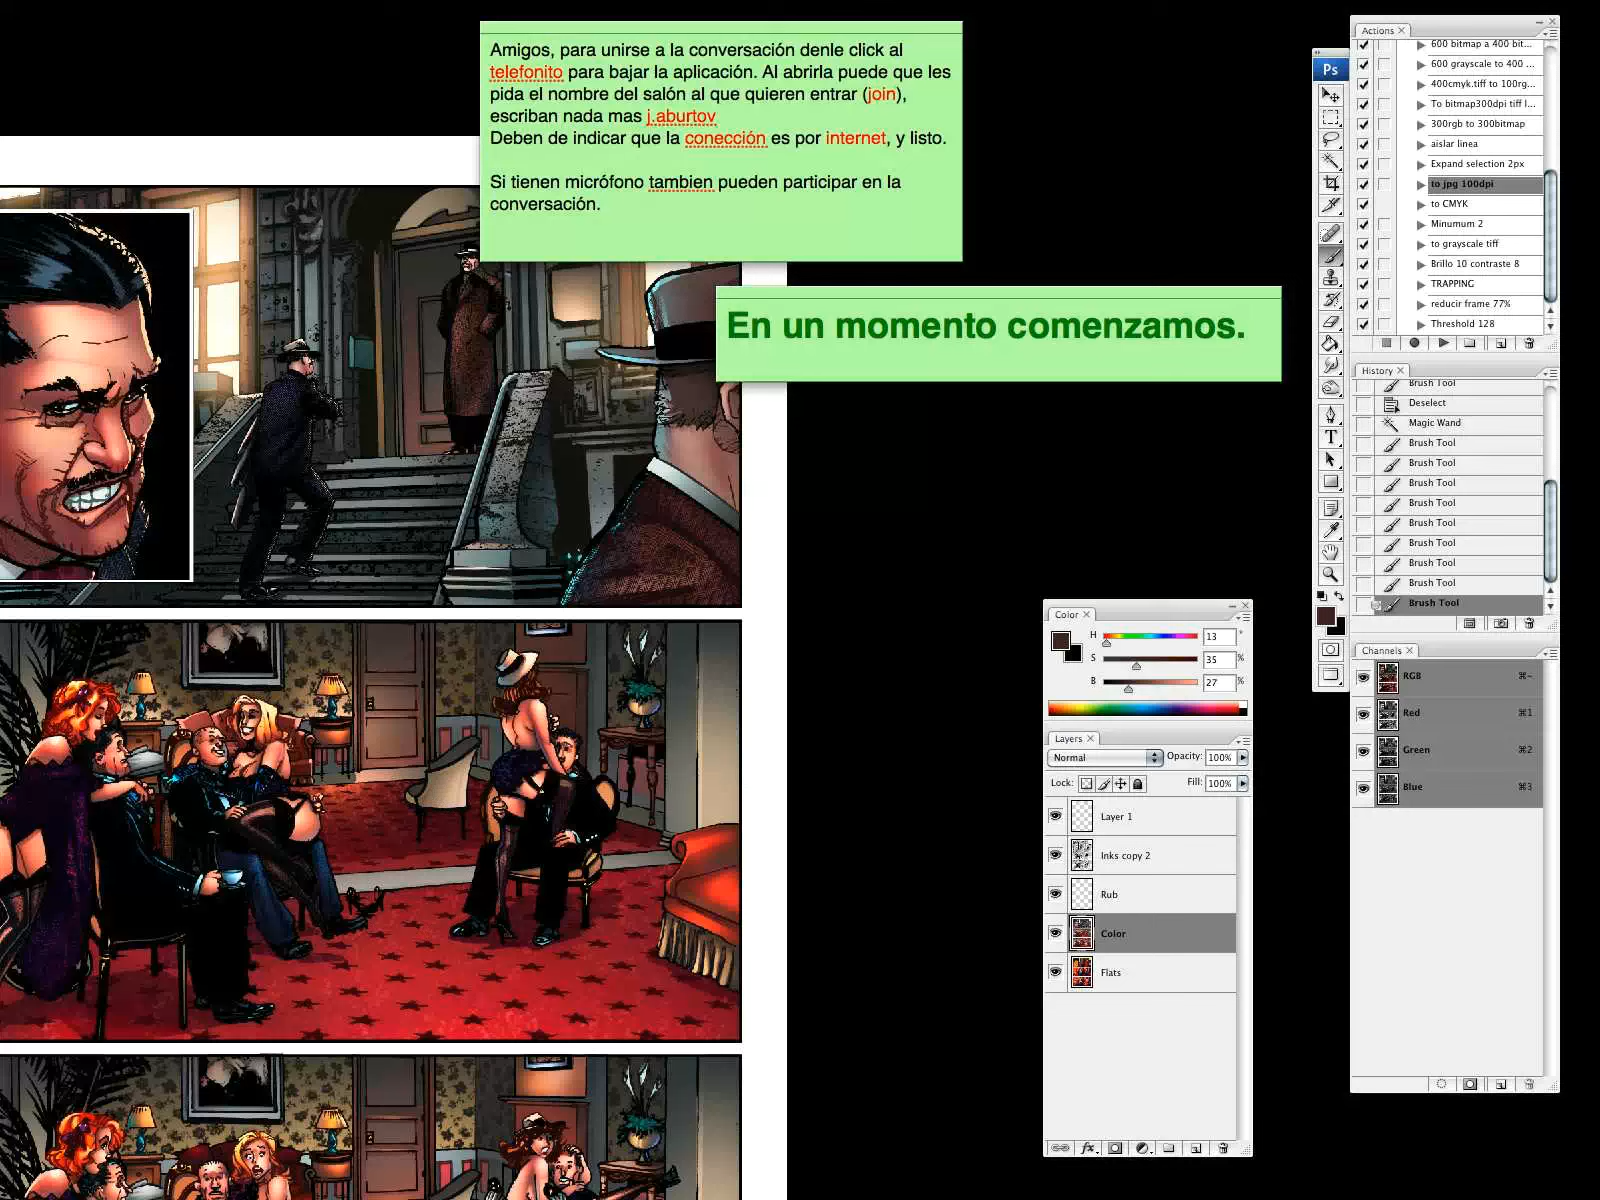 Amigos, para unirse a la conversación denle click al
telefonito para bajar la aplicación. Al abrirla puede que les
pida el nombre del salón al que quieren entrar (join),
escriban nada mas j.aburtov
Deben de indicar que la conección es por internet, y listo.
Si tienen micrófono tambien pueden participar en la
conversación.
En un momento comenzamos.
Ps
Actions
600 bitmap a 400 bit...
600 grayscale to 400 ...
400cmyk.tiff to 100rg...
To bitmap300dpi tiff l...
300rgb to 300bitmap
aislar linea
Expand selection 2px
to jpg 100dpi
to CMYK
Minumum 2
to grayscale tiff
Brillo 10 contraste 8
TRAPPING
reducir frame 77%
Threshold 128
History
Brush Tool
Deselect
Magic Wand
Brush Tool
Brush Tool
Brush Tool
Brush Tool
Brush Tool
Brush Tool
Brush Tool
Brush Tool
Brush Tool
Channels
RGB ⌘~
Red ⌘1
Green ⌘2
Blue ⌘3
Color
H 13 °
S 35 %
B 27 %
Layers
Normal Opacity: 100%
Lock: Fill: 100%
Layer 1
Inks copy 2
Rub
Color
Flats